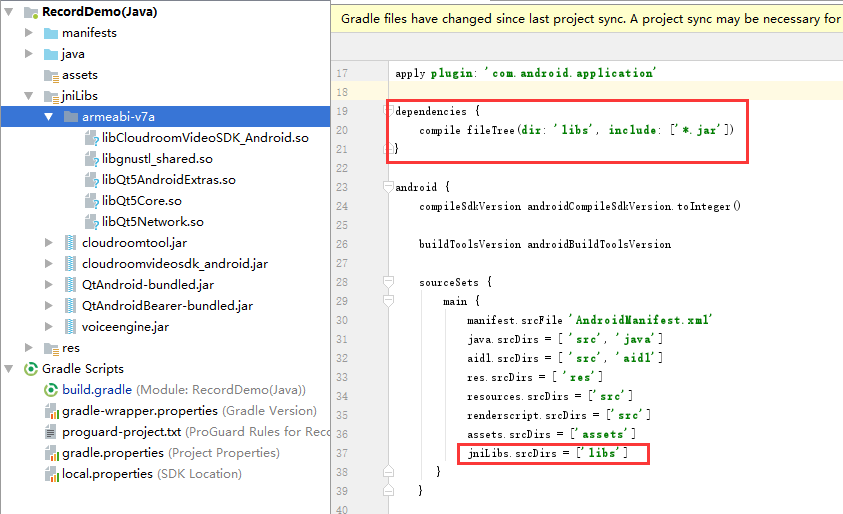 RecordDemo(Java)
manifests
java
assets
jniLibs
armeabi-v7a
libCloudroomVideoSDK_Android.so
libgnustl_shared.so
libQt5AndroidExtras.so
libQt5Core.so
libQt5Network.so
cloudroomtool.jar
cloudroomvideosdk_android.jar
QtAndroid-bundled.jar
QtAndroidBearer-bundled.jar
voiceengine.jar
res
Gradle Scripts
build.gradle (Module: RecordDemo(Java))
gradle-wrapper.properties (Gradle Version)
proguard-project.txt (ProGuard Rules for Reco
gradle.properties (Project Properties)
local.properties (SDK Location)
Gradle files have changed since last project sync. A project sync may be necessary for
17 apply plugin: 'com.android.application'
18
19 dependencies {
20 compile fileTree(dir: 'libs', include: ['*.jar'])
21 }
22
23 android {
24 compileSdkVersion androidCompileSdkVersion.toInteger()
25
26 buildToolsVersion androidBuildToolsVersion
27
28 sourceSets {
29 main {
30 manifest.srcFile 'AndroidManifest.xml'
31 java.srcDirs = [ 'src', 'java']
32 aidl.srcDirs = [ 'src', 'aidl']
33 res.srcDirs = [ 'res']
34 resources.srcDirs = ['src']
35 renderscript.srcDirs = ['src']
36 assets.srcDirs = ['assets']
37 jniLibs.srcDirs = ['libs']
38 }
39 }
40